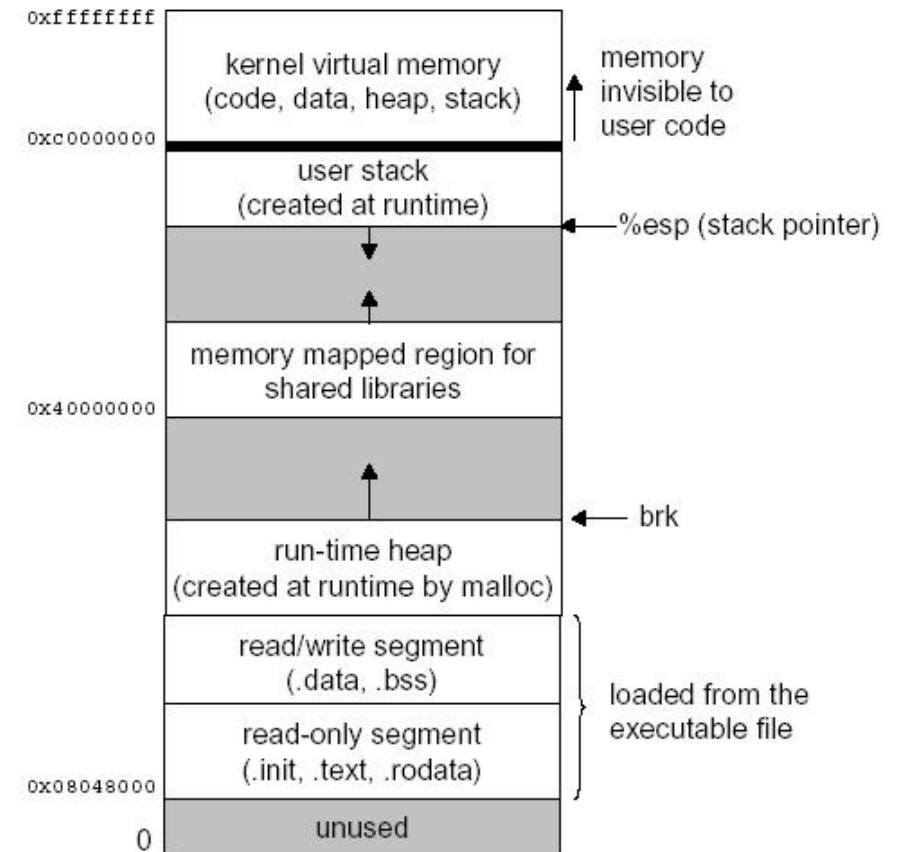 0xffffffff
kernel virtual memory
(code, data, heap, stack)
memory
invisible to
user code
0xc0000000
user stack
(created at runtime)
%esp (stack pointer)
memory mapped region for
shared libraries
0x40000000
brk
run-time heap
(created at runtime by malloc)
read/write segment
(.data, .bss)
loaded from the
executable file
read-only segment
(.init, .text, .rodata)
0x08048000
unused
0